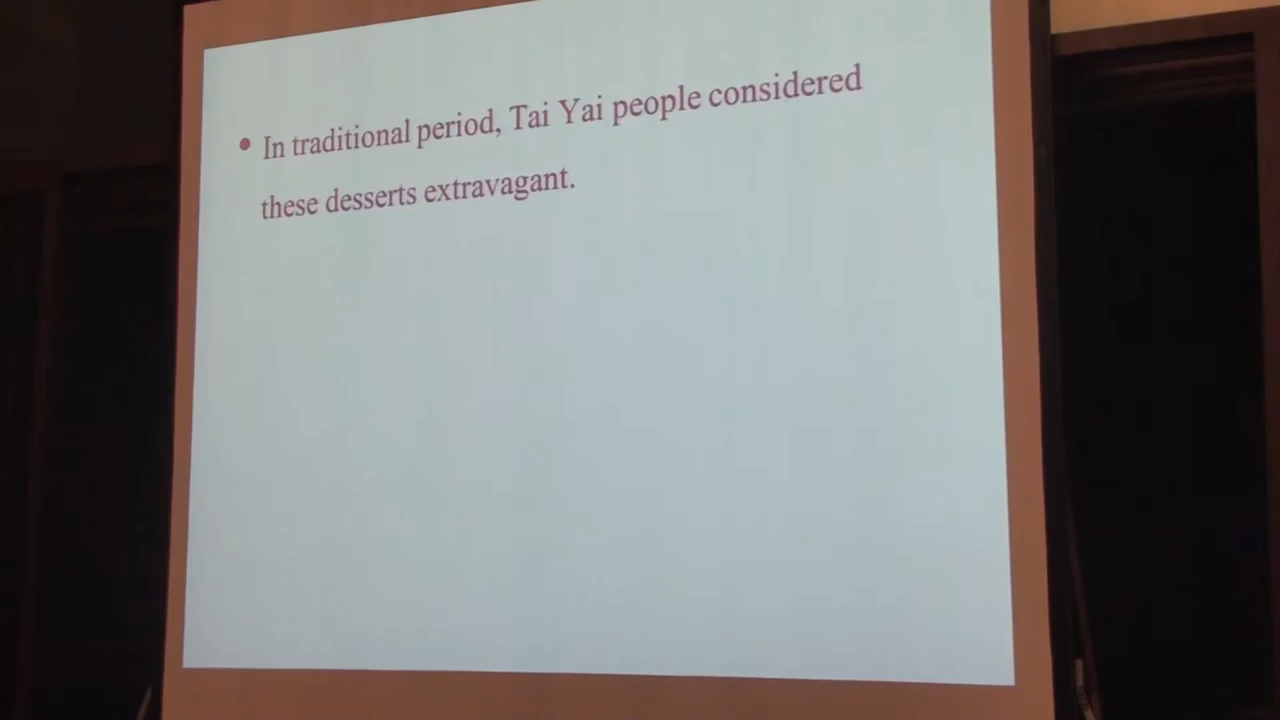 • In traditional period, Tai Yai people considered
these desserts extravagant.